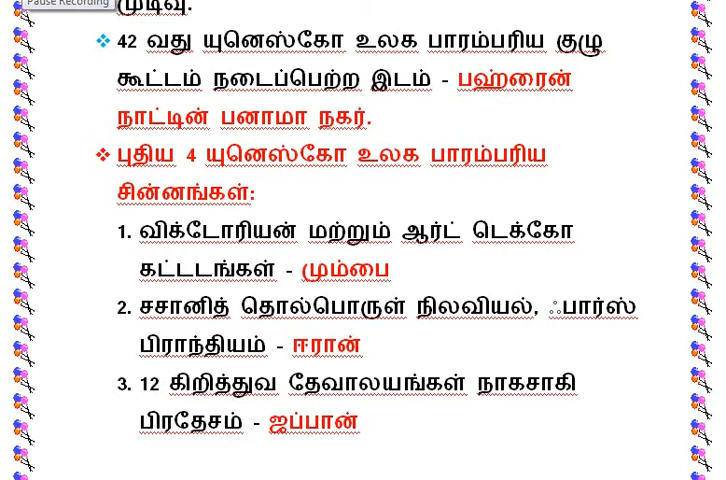 Pause Recording
முடிவு.
❖ 42 வது யுனெஸ்கோ உலக பாரம்பரிய குழு
கூட்டம் நடைப்பெற்ற இடம் - பஹ்ரைன்
நாட்டின் பனாமா நகர்.
❖ புதிய 4 யுனெஸ்கோ உலக பாரம்பரிய
சின்னங்கள்:
1. விக்டோரியன் மற்றும் ஆர்ட் டெக்கோ
கட்டடங்கள் - மும்பை
2. சசானித் தொல்பொருள் நிலவியல், ஃபார்ஸ்
பிராந்தியம் - ஈரான்
3. 12 கிறித்துவ தேவாலயங்கள் நாகசாகி
பிரதேசம் - ஜப்பான்